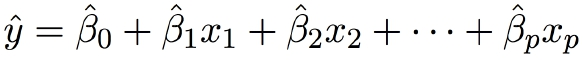 ŷ = β̂₀ + β̂₁x₁ + β̂₂x₂ + ··· + β̂ₚxₚ